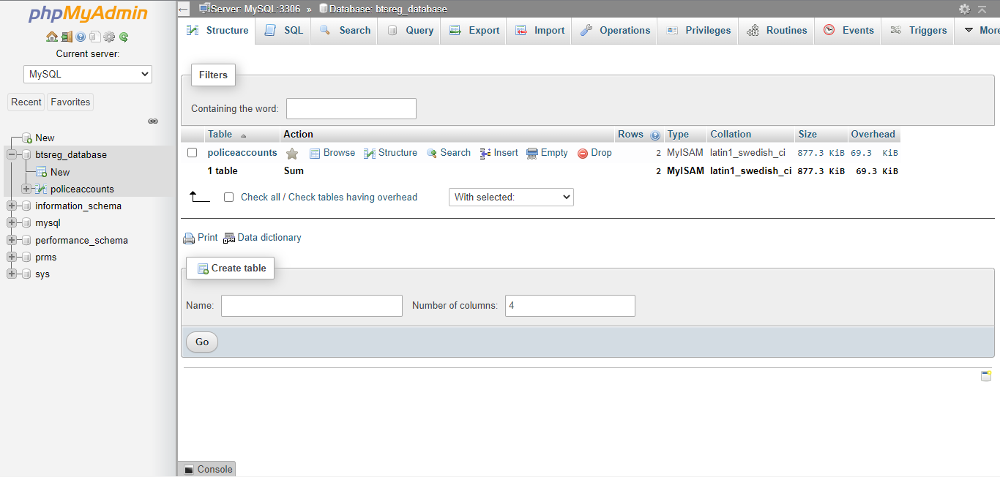 phpMyAdmin
Current server:
MySQL
Recent Favorites
New
btsreg_database
New
policeaccounts
information_schema
mysql
performance_schema
prms
sys
Server: MySQL:3306 » Database: btsreg_database
Structure SQL Search Query Export Import Operations Privileges Routines Events Triggers More
Filters
Containing the word:
Table Action Rows Type Collation Size Overhead
policeaccounts Browse Structure Search Insert Empty Drop 2 MyISAM latin1_swedish_ci 877.3 KiB 69.3 KiB
1 table Sum 2 MyISAM latin1_swedish_ci 877.3 KiB 69.3 KiB
Check all / Check tables having overhead With selected:
Print Data dictionary
Create table
Name: Number of columns: 4
Go
Console